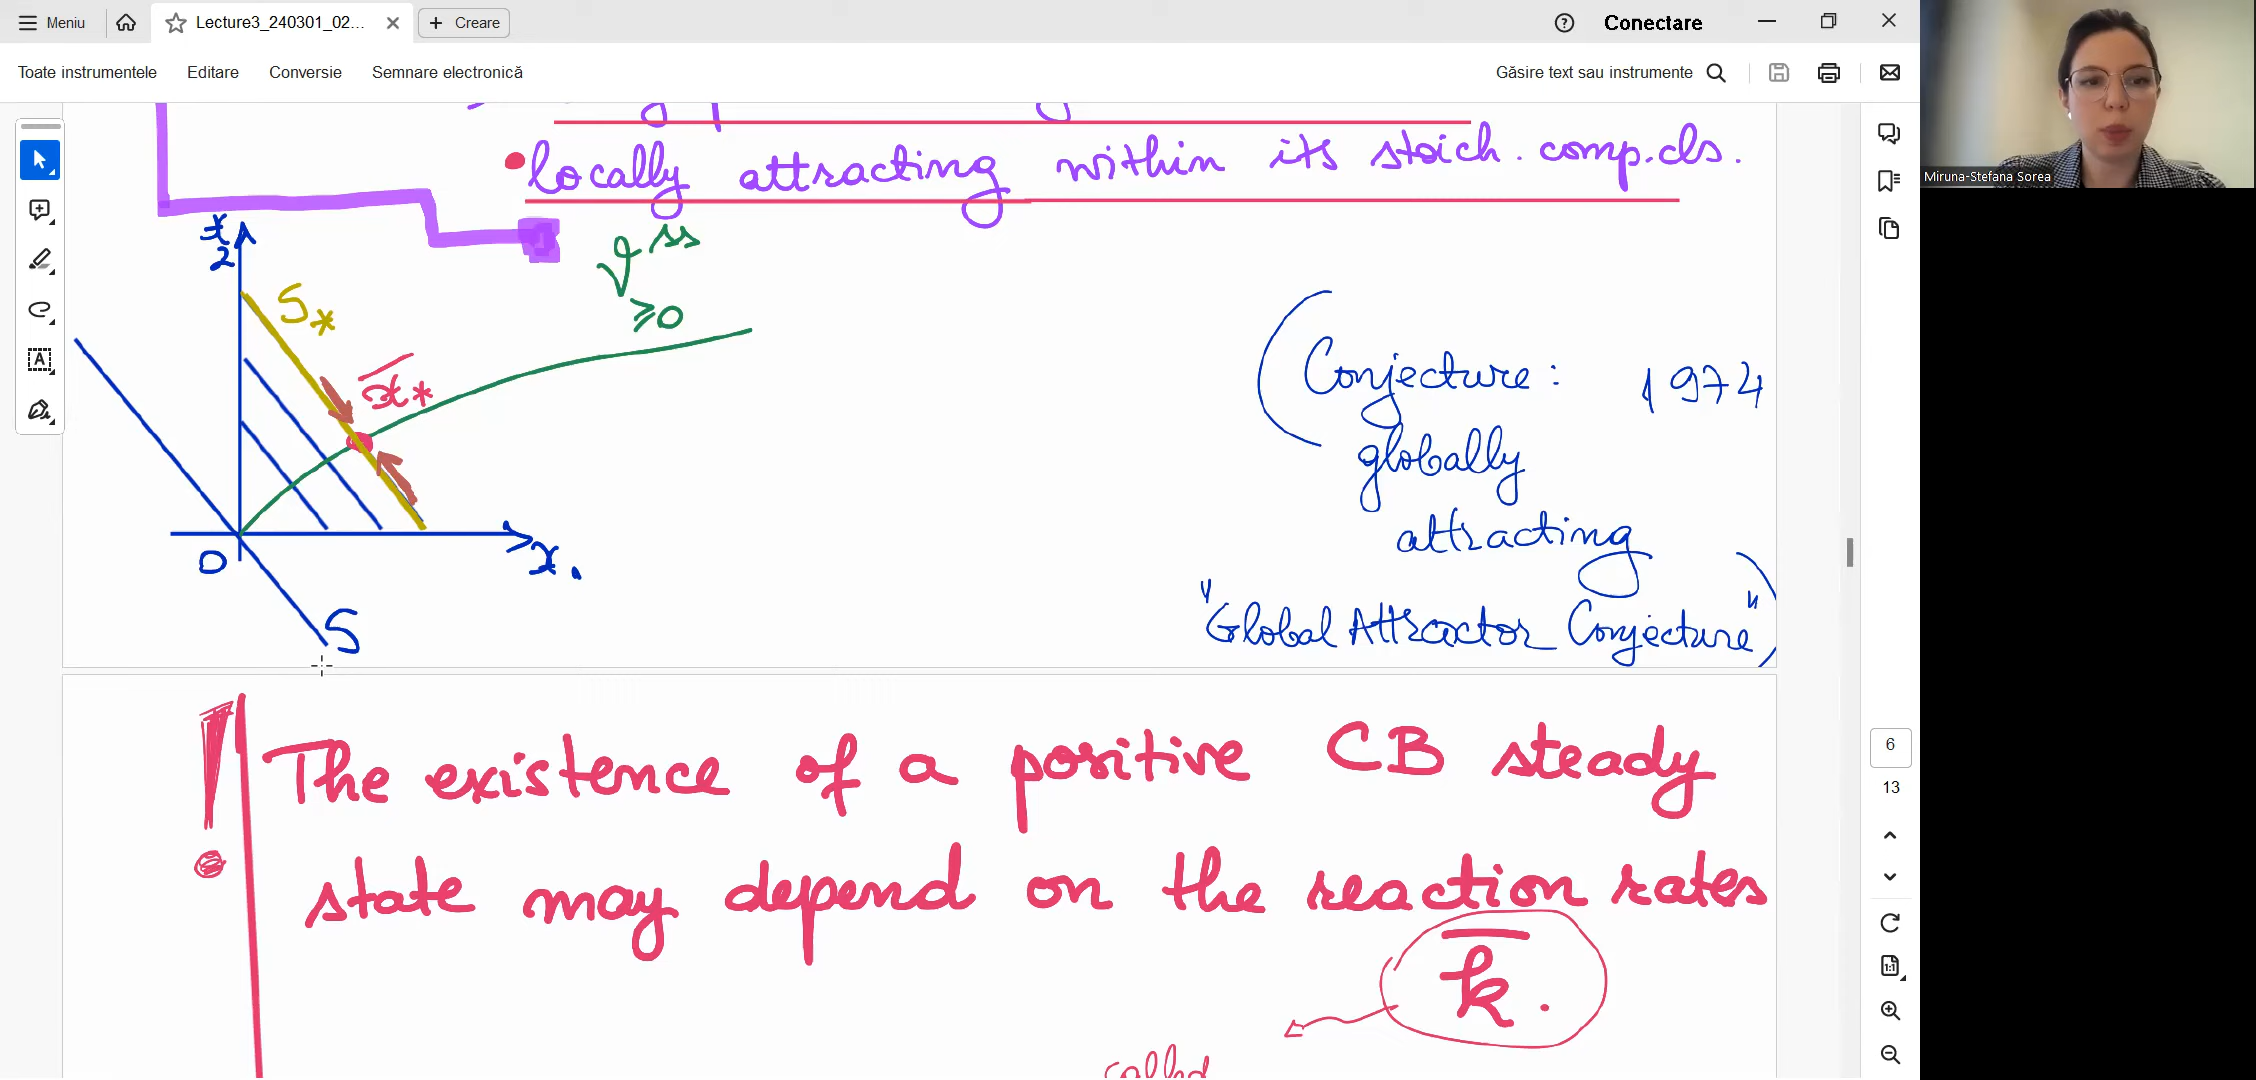 Meniu
Lecture3_240301_02...
Creare
Conectare
Toate instrumentele
Editare
Conversie
Semnare electronică
Găsire text sau instrumente
Miruna-Stefana Sorea
locally attracting within its stoich. comp. cls.
x2
S*
V ss ≥0
x*
0
x1
S
Conjecture: 1974
globally
attracting
"Global Attractor Conjecture"
! The existence of a positive CB steady
state may depend on the reaction rates
k.
called
6
13